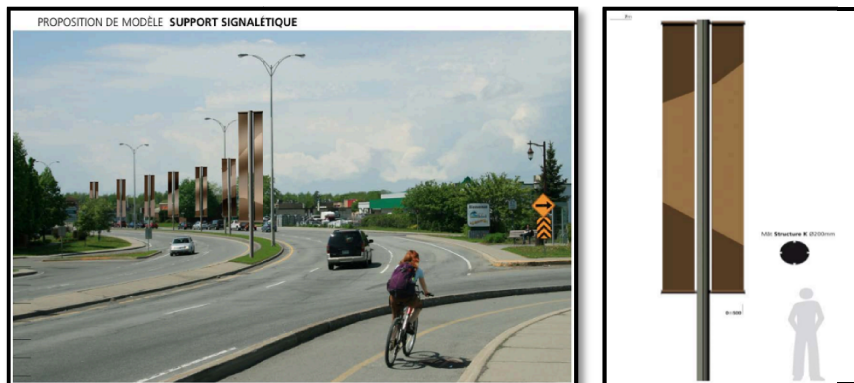 PROPOSITION DE MODÈLE SUPPORT SIGNALÉTIQUE
Mât Structure K Ø200mm